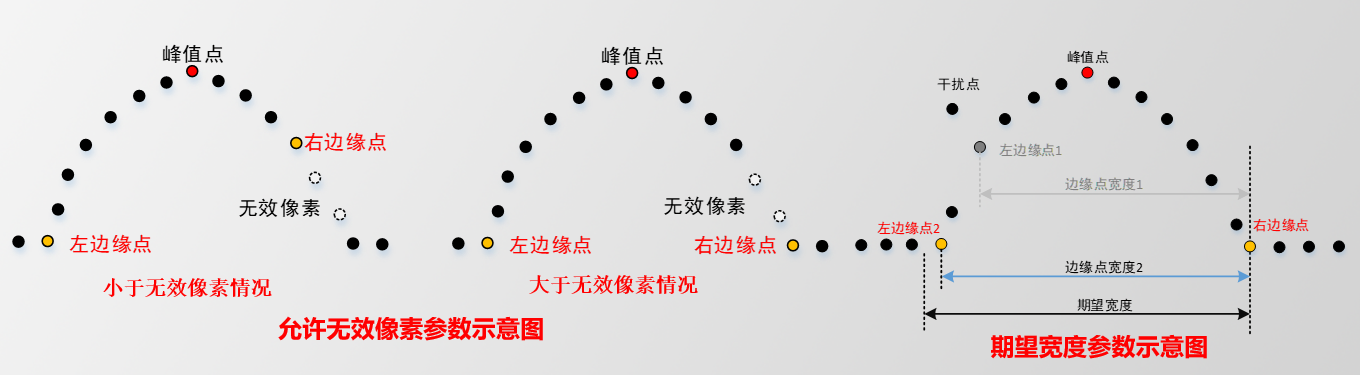 峰值点
右边缘点
无效像素
左边缘点
小于无效像素情况
峰值点
无效像素
左边缘点
右边缘点
大于无效像素情况
允许无效像素参数示意图
峰值点
干扰点
左边缘点1
边缘点宽度1
左边缘点2
右边缘点
边缘点宽度2
期望宽度
期望宽度参数示意图